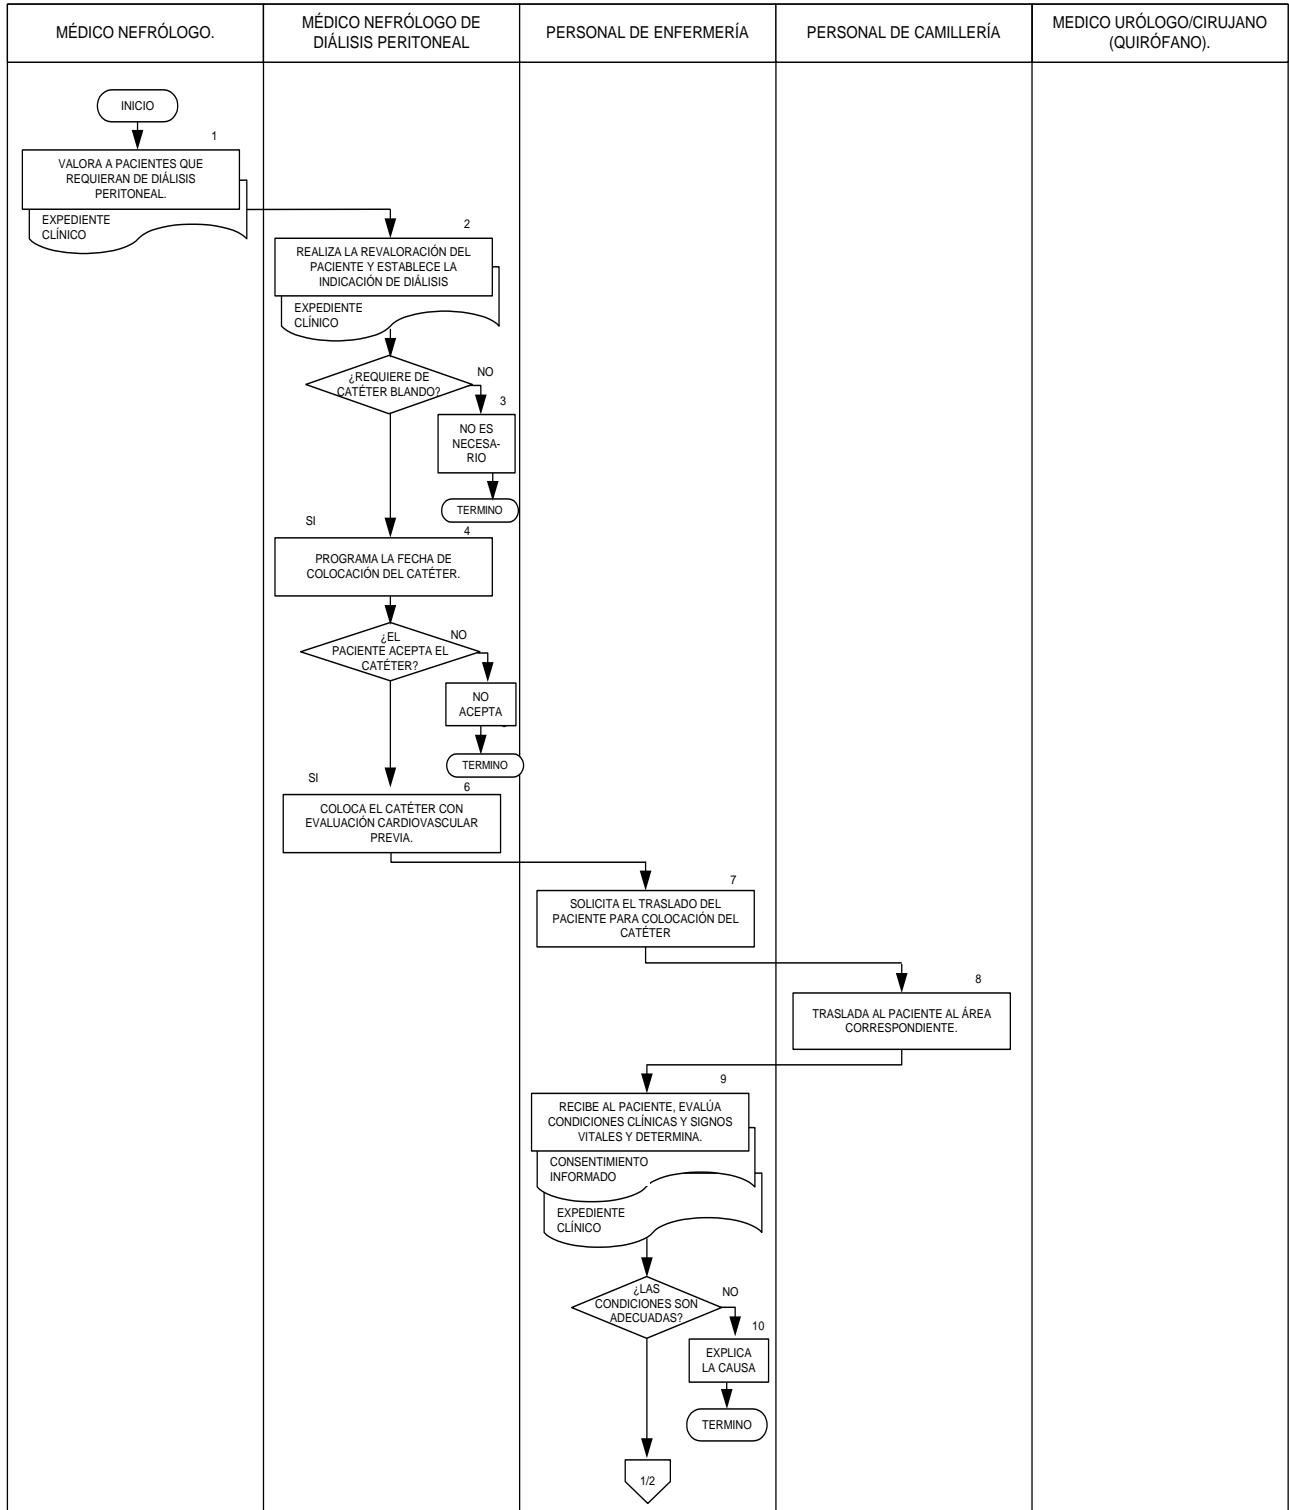 MÉDICO NEFRÓLOGO.
MÉDICO NEFRÓLOGO DE
DIÁLISIS PERITONEAL
PERSONAL DE ENFERMERÍA
PERSONAL DE CAMILLERÍA
MEDICO URÓLOGO/CIRUJANO
(QUIRÓFANO).
INICIO
1
VALORA A PACIENTES QUE
REQUIERAN DE DIÁLISIS
PERITONEAL.
EXPEDIENTE
CLÍNICO
2
REALIZA LA REVALORACIÓN DEL
PACIENTE Y ESTABLECE LA
INDICACIÓN DE DIÁLISIS
EXPEDIENTE
CLÍNICO
¿REQUIERE DE
CATÉTER BLANDO?
NO
3
NO ES
NECESA-
RIO
TERMINO
SI
4
PROGRAMA LA FECHA DE
COLOCACIÓN DEL CATÉTER.
¿EL
PACIENTE ACEPTA EL
CATÉTER?
NO
NO
ACEPTA
TERMINO
SI
6
COLOCA EL CATÉTER CON
EVALUACIÓN CARDIOVASCULAR
PREVIA.
7
SOLICITA EL TRASLADO DEL
PACIENTE PARA COLOCACIÓN DEL
CATÉTER
8
TRASLADA AL PACIENTE AL ÁREA
CORRESPONDIENTE.
9
RECIBE AL PACIENTE, EVALÚA
CONDICIONES CLÍNICAS Y SIGNOS
VITALES Y DETERMINA.
CONSENTIMIENTO
INFORMADO
EXPEDIENTE
CLÍNICO
¿LAS
CONDICIONES SON
ADECUADAS?
NO
10
EXPLICA
LA CAUSA
TERMINO
1/2